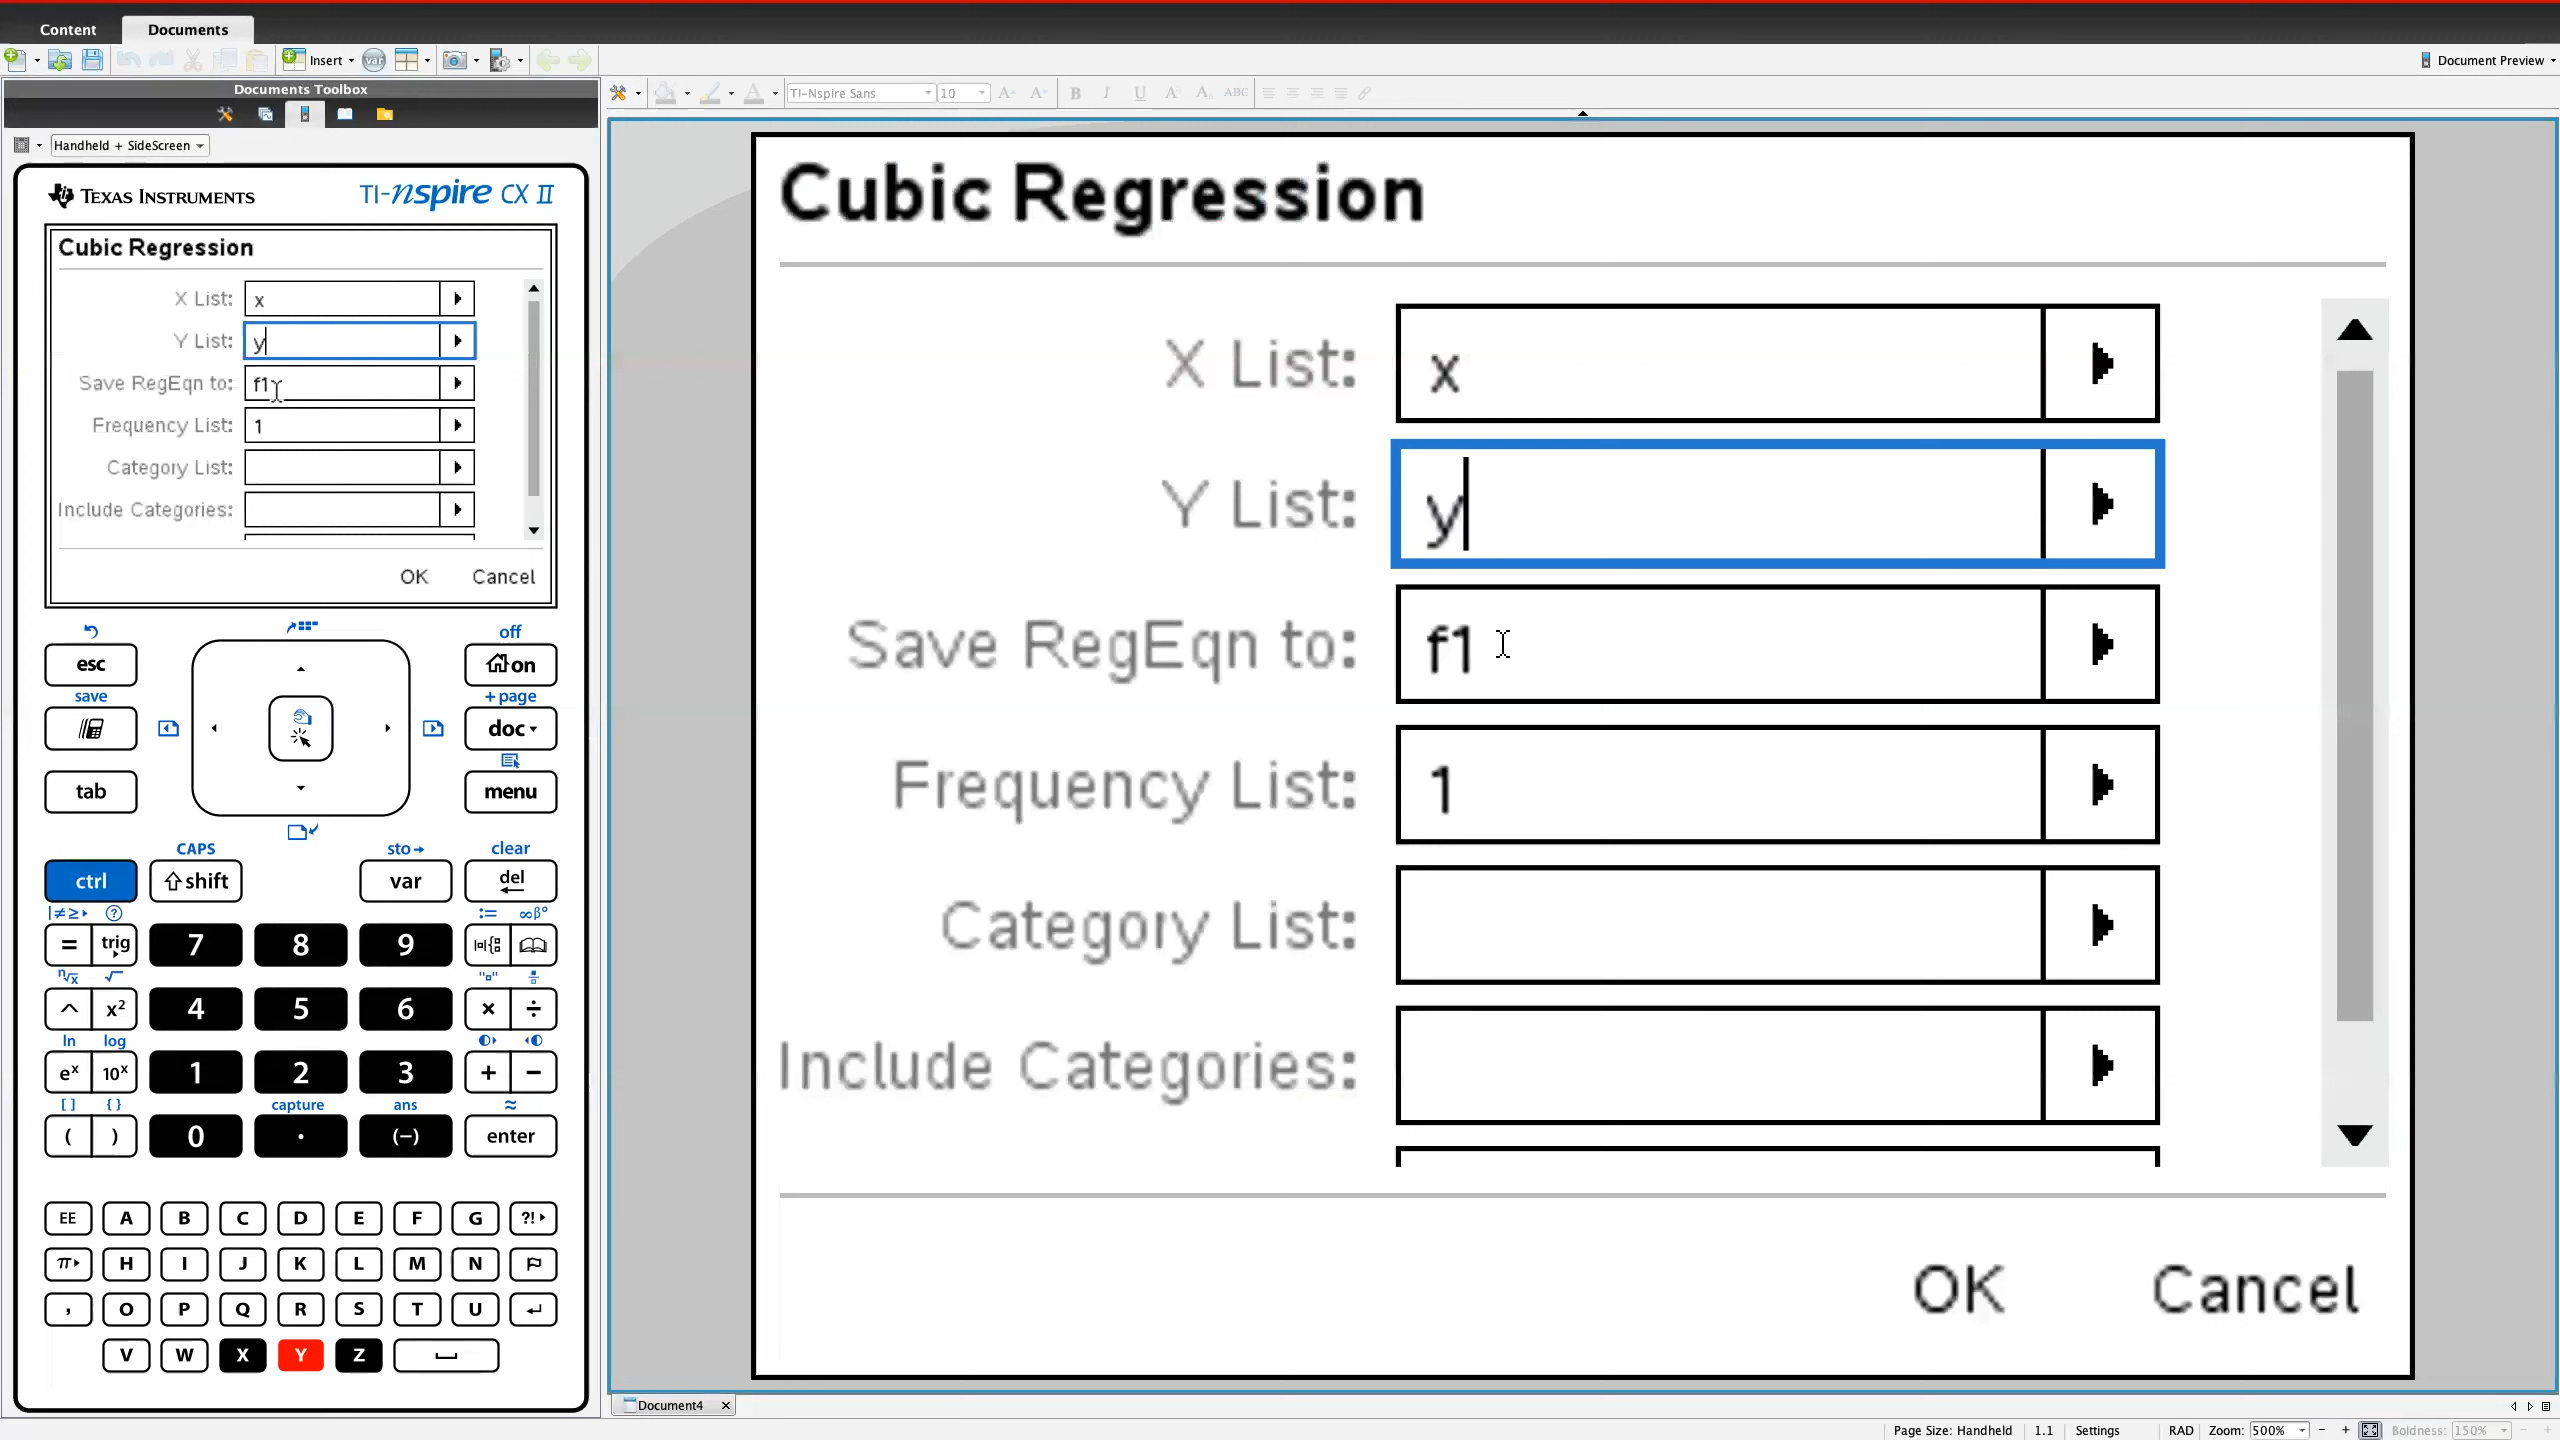 Content
Documents
Insert
var
Document Preview
Documents Toolbox
TI-Nspire Sans
10
A+
A-
B
I
U
A
A
ABC
Handheld + SideScreen
TEXAS INSTRUMENTS
TI-nspire CX II
Cubic Regression
X List: x
Y List: y
Save RegEqn to: f1
Frequency List: 1
Category List:
Include Categories:
OK Cancel
off
esc
on
save
+ page
doc
tab
menu
CAPS
sto→
clear
ctrl
⇧shift
var
del
|≠≥▸ ?
:= ∞β°
= trig 7 8 9
ⁿ√x √
"▫"
^ x² 4 5 6 × ÷
ln log
eˣ 10ˣ 1 2 3 + −
[ ] { } capture ans ≈
( ) 0 . (−) enter
EE A B C D E F G ?!▸
π▸ H I J K L M N
, O P Q R S T U ↵
V W X Y Z
Cubic Regression
X List: x
Y List: y
Save RegEqn to: f1
Frequency List: 1
Category List:
Include Categories:
OK Cancel
Document4 ×
Page Size: Handheld 1.1 Settings RAD Zoom: 500% − + Boldness: 150% − +